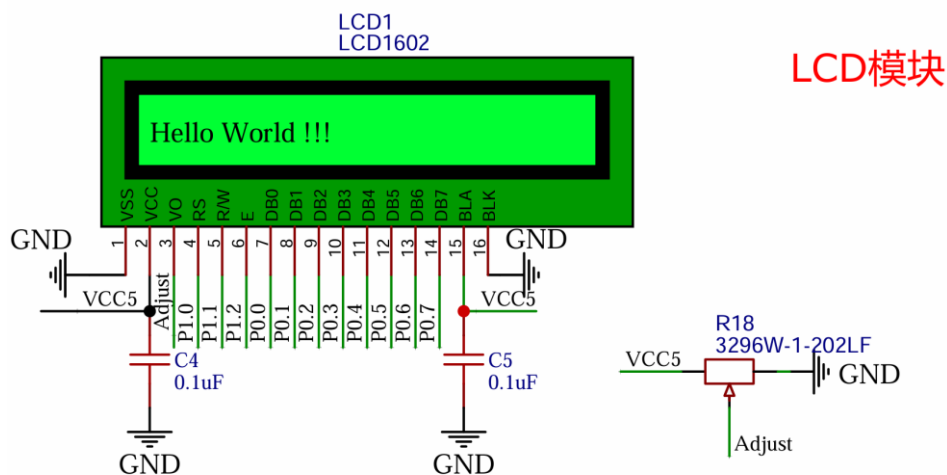 LCD1
LCD1602
LCD模块
Hello World !!!
VSS
VCC
VO
RS
R/W
E
DB0
DB1
DB2
DB3
DB4
DB5
DB6
DB7
BLA
BLK
GND
1
2
3
4
5
6
7
8
9
10
11
12
13
14
15
16
GND
VCC5
Adjust
P1.0
P1.1
P1.2
P0.0
P0.1
P0.2
P0.3
P0.4
P0.5
P0.6
P0.7
VCC5
C4
0.1uF
C5
0.1uF
GND
GND
R18
3296W-1-202LF
VCC5
GND
Adjust